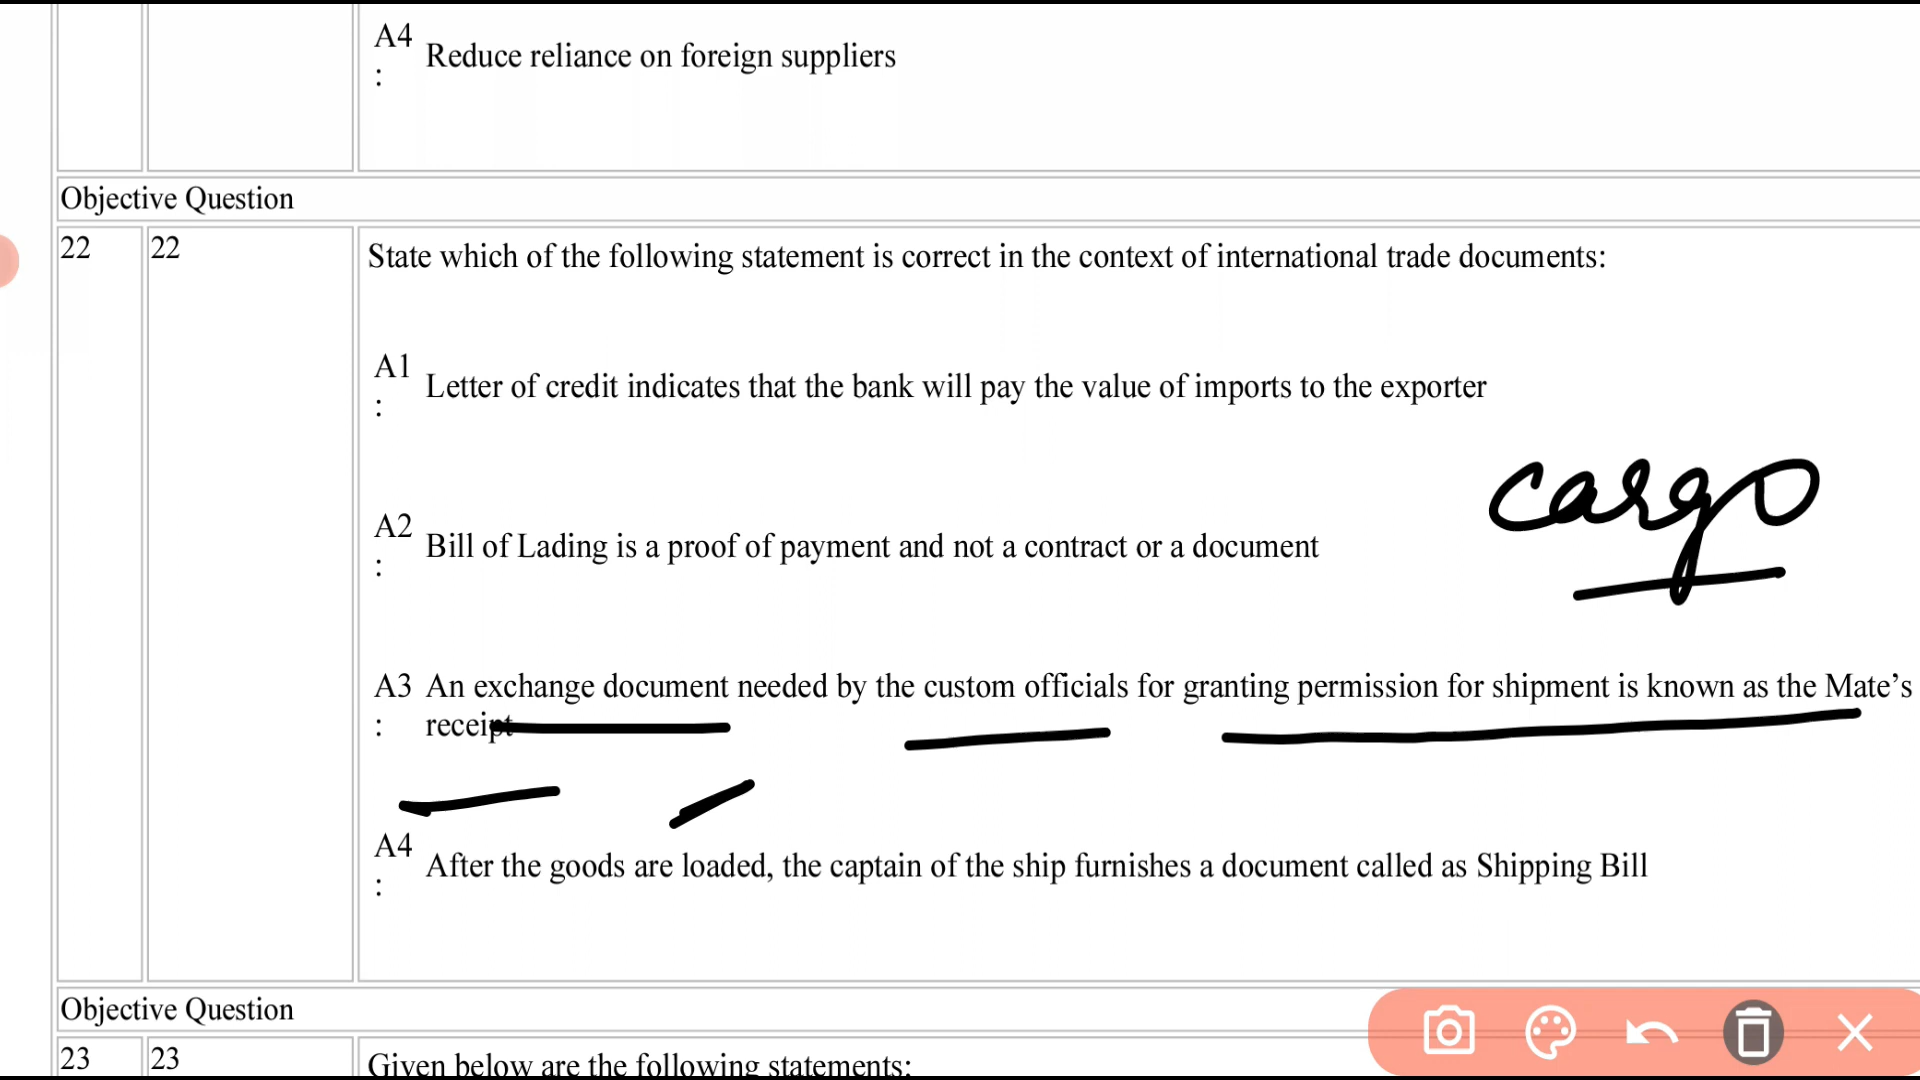 A4
: Reduce reliance on foreign suppliers
Objective Question
22 22 State which of the following statement is correct in the context of international trade documents:
A1
: Letter of credit indicates that the bank will pay the value of imports to the exporter
cargo
A2
: Bill of Lading is a proof of payment and not a contract or a document
A3 An exchange document needed by the custom officials for granting permission for shipment is known as the Mate’s
: receipt
A4
: After the goods are loaded, the captain of the ship furnishes a document called as Shipping Bill
Objective Question
23 23 Given below are the following statements: